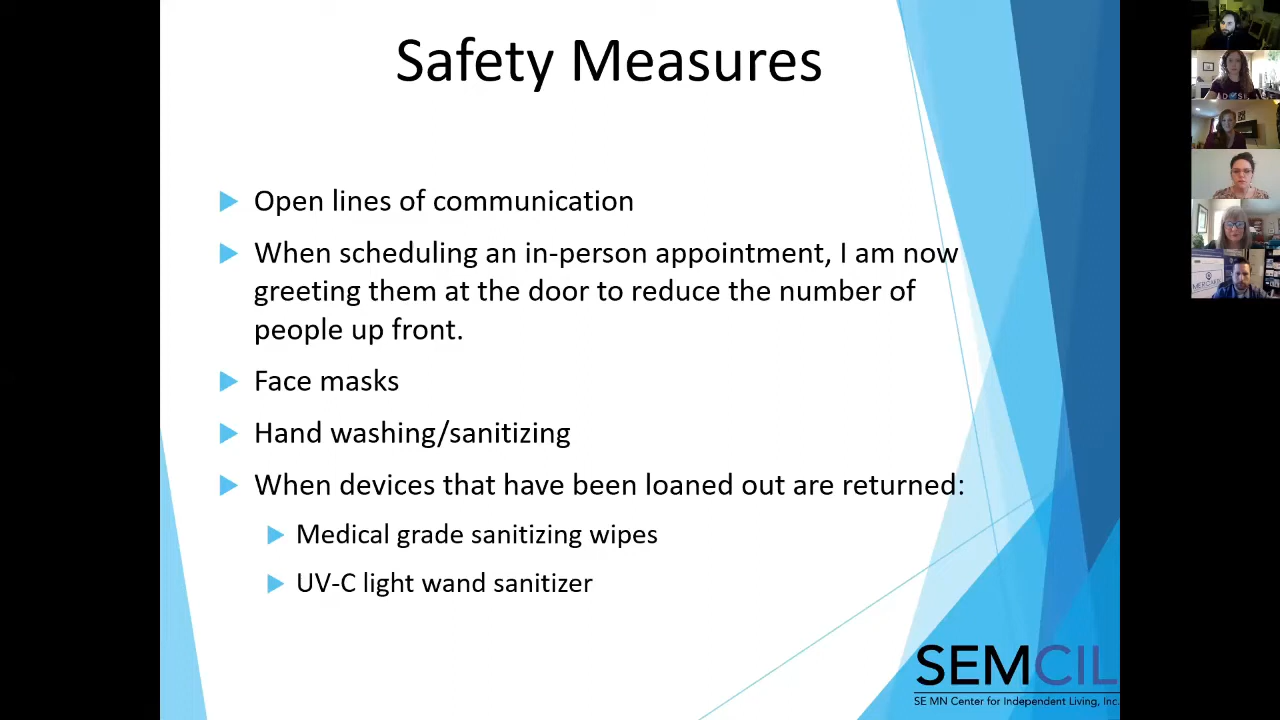 Safety Measures
Open lines of communication
When scheduling an in-person appointment, I am now
greeting them at the door to reduce the number of
people up front.
Face masks
Hand washing/sanitizing
When devices that have been loaned out are returned:
Medical grade sanitizing wipes
UV-C light wand sanitizer
SEMCIL
SE MN Center for Independent Living, Inc.